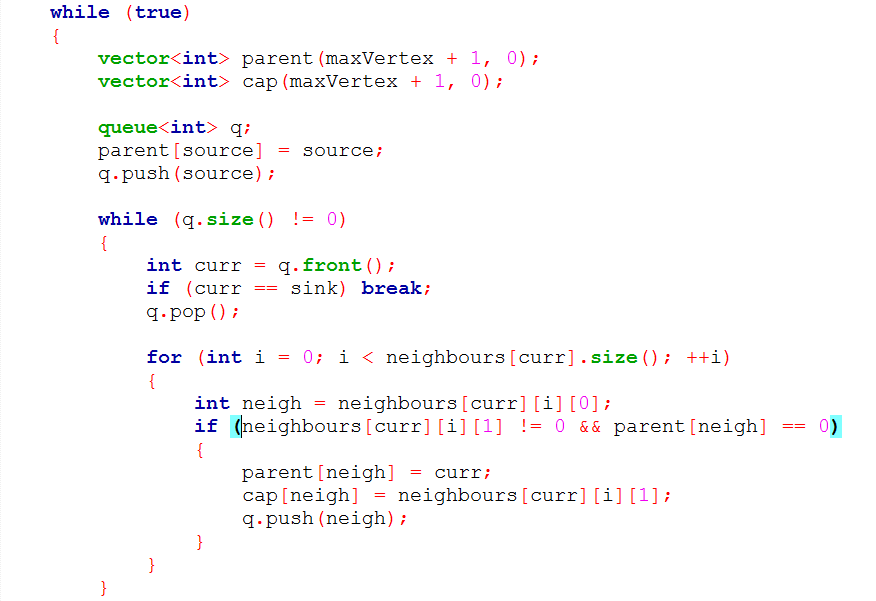 while (true)
{
vector<int> parent(maxVertex + 1, 0);
vector<int> cap(maxVertex + 1, 0);
queue<int> q;
parent[source] = source;
q.push(source);
while (q.size() != 0)
{
int curr = q.front();
if (curr == sink) break;
q.pop();
for (int i = 0; i < neighbours[curr].size(); ++i)
{
int neigh = neighbours[curr][i][0];
if (neighbours[curr][i][1] != 0 && parent[neigh] == 0)
{
parent[neigh] = curr;
cap[neigh] = neighbours[curr][i][1];
q.push(neigh);
}
}
}